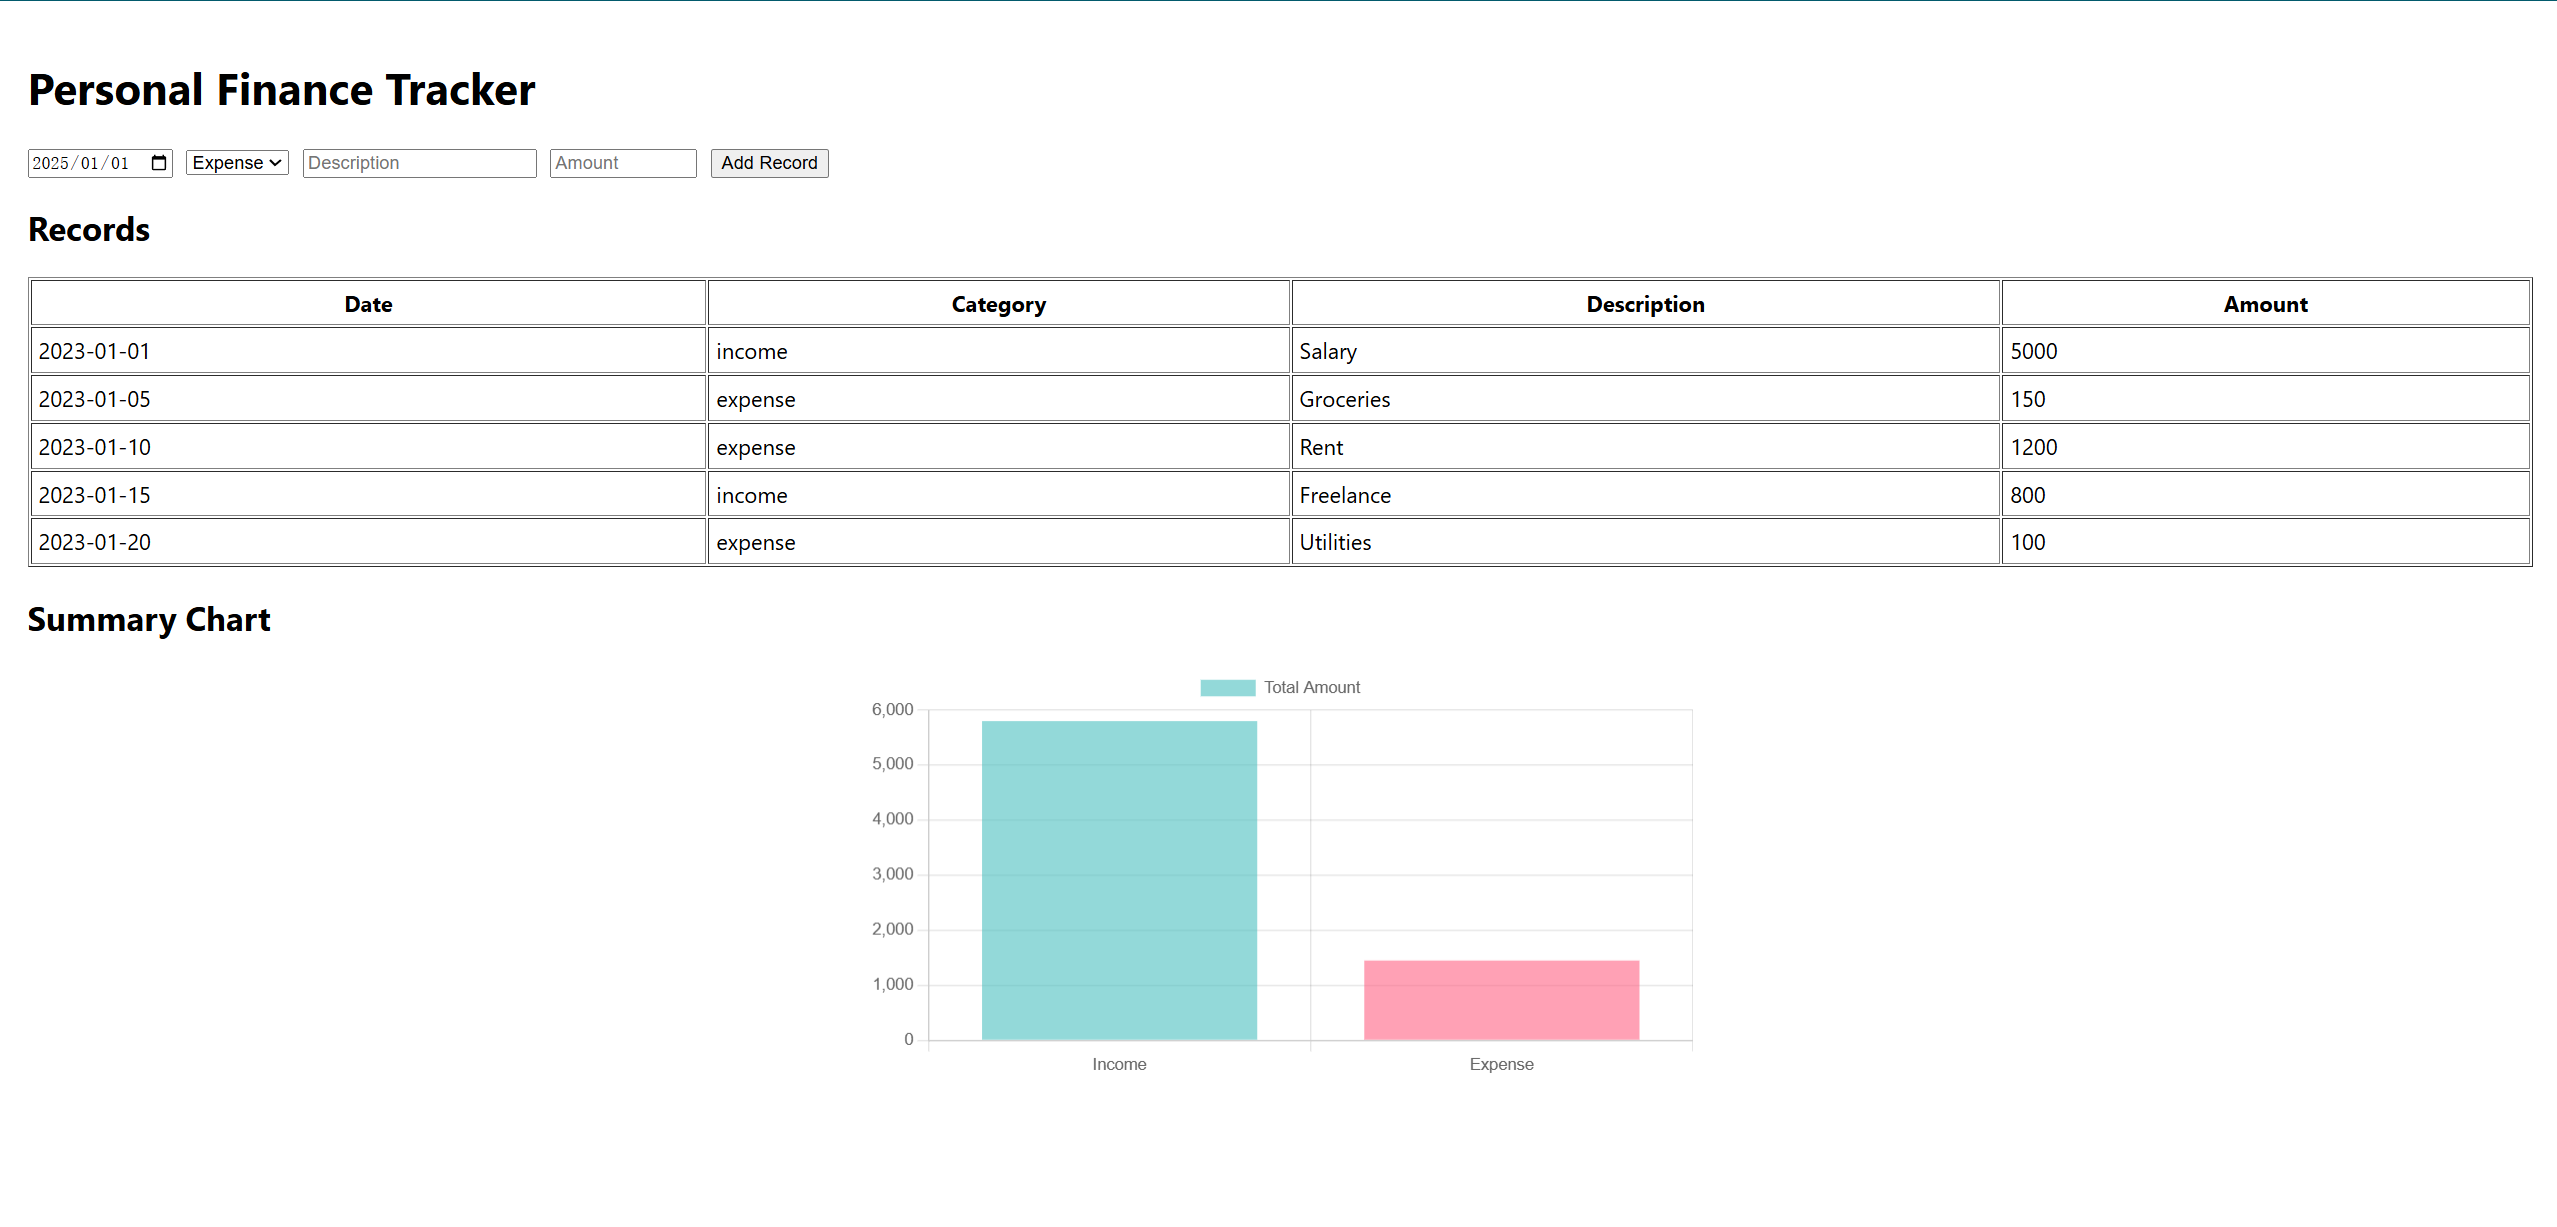 Personal Finance Tracker
2025/01/01 Expense Description Amount Add Record
Records
Date Category Description Amount
2023-01-01 income Salary 5000
2023-01-05 expense Groceries 150
2023-01-10 expense Rent 1200
2023-01-15 income Freelance 800
2023-01-20 expense Utilities 100
Summary Chart
Total Amount
6,000
5,000
4,000
3,000
2,000
1,000
0
Income Expense